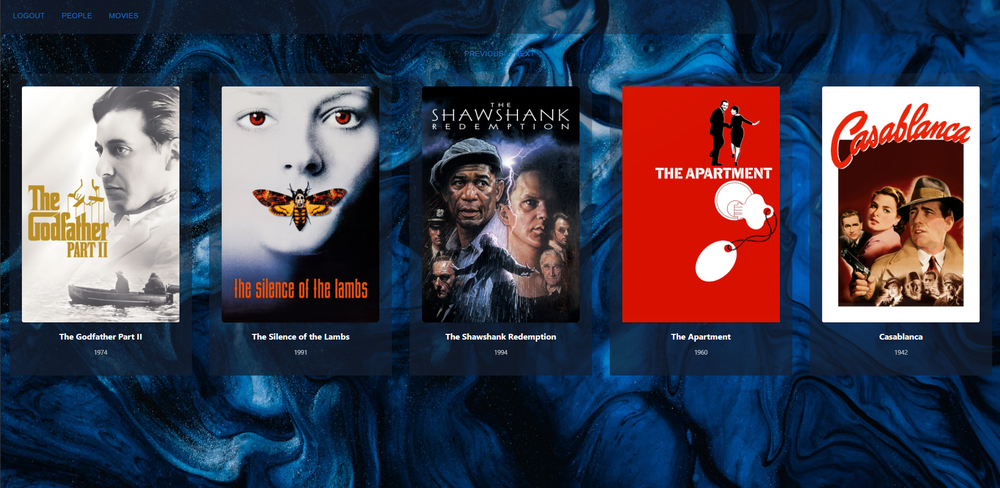 LOGOUT PEOPLE MOVIES
PREVIOUS NEXT
The
Godfather
PART II
the silence of the lambs
THE
SHAWSHANK
REDEMPTION
THE APARTMENT
Casablanca
The Godfather Part II
1974
The Silence of the Lambs
1991
The Shawshank Redemption
1994
The Apartment
1960
Casablanca
1942